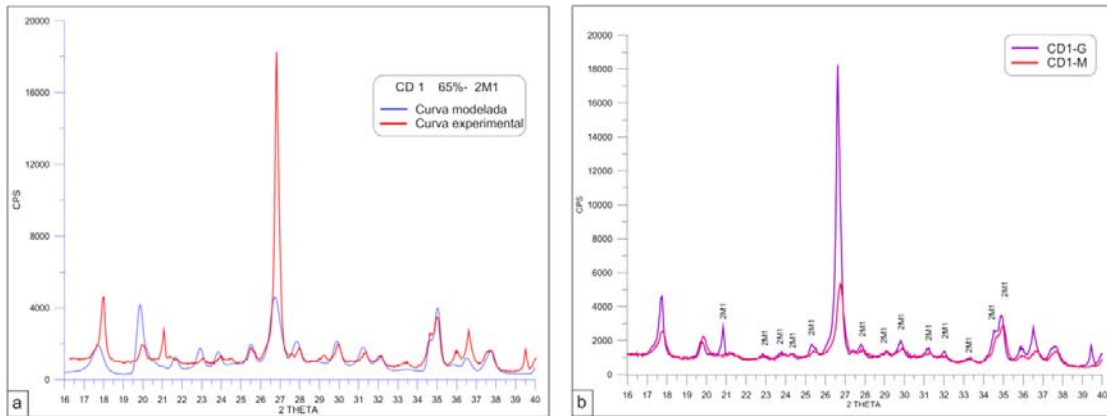 20000
16000
12000
8000
4000
0
CPS
CD 1 65%- 2M1
Curva modelada
Curva experimental
16 17 18 19 20 21 22 23 24 25 26 27 28 29 30 31 32 33 34 35 36 37 38 39 40
2 THETA
a
20000
18000
16000
14000
12000
10000
8000
6000
4000
2000
0
CPS
CD1-G
CD1-M
2M1
2M1
2M1
2M1
2M1
2M1
2M1
2M1
2M1
2M1
2M1
2M1
2M1
16 17 18 19 20 21 22 23 24 25 26 27 28 29 30 31 32 33 34 35 36 37 38 39 40
2 THETA
b